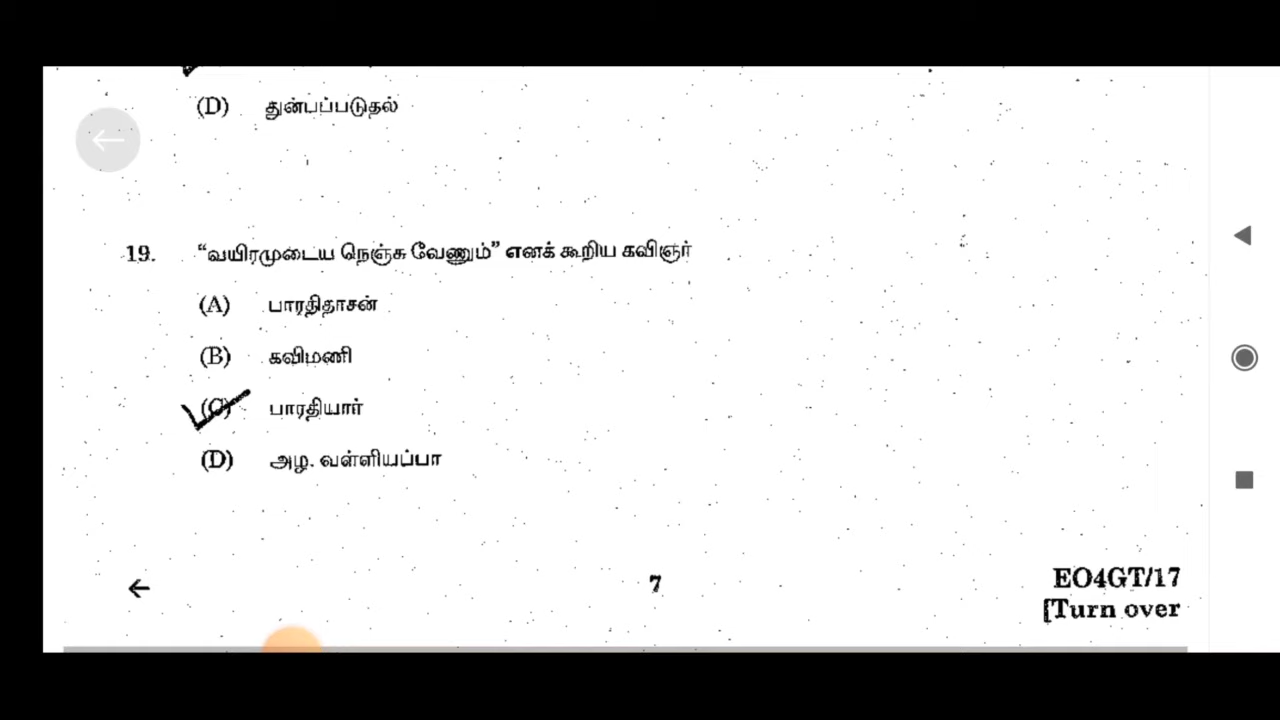 (D) துன்பப்படுதல்
19. “வயிரமுடைய நெஞ்சு வேணும்” எனக் கூறிய கவிஞர்
(A) பாரதிதாசன்
(B) கவிமணி
(C) பாரதியார்
(D) அழ. வள்ளியப்பா
7
EO4GT/17
[Turn over